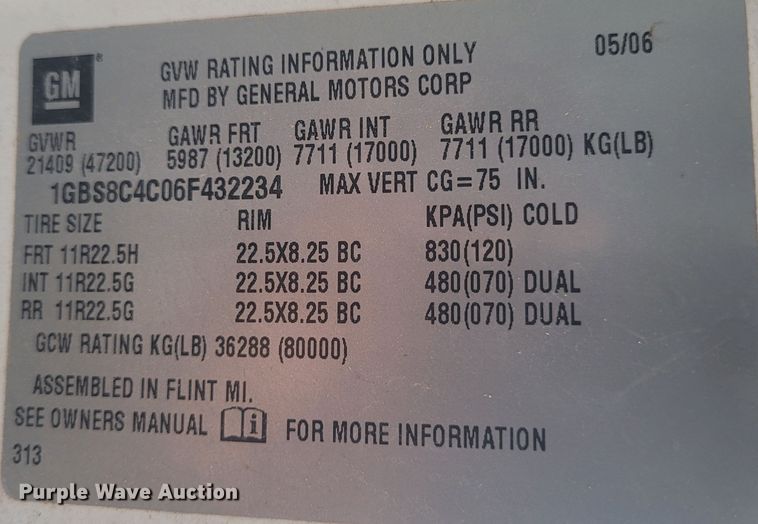 GM®
GVW RATING INFORMATION ONLY 05/06
MFD BY GENERAL MOTORS CORP
GVWR GAWR FRT GAWR INT GAWR RR
21409 (47200) 5987 (13200) 7711 (17000) 7711 (17000) KG(LB)
1GBS8C4C06F432234 MAX VERT CG=75 IN.
TIRE SIZE RIM KPA(PSI) COLD
FRT 11R22.5H 22.5X8.25 BC 830(120)
INT 11R22.5G 22.5X8.25 BC 480(070) DUAL
RR 11R22.5G 22.5X8.25 BC 480(070) DUAL
GCW RATING KG(LB) 36288 (80000)
ASSEMBLED IN FLINT MI.
SEE OWNERS MANUAL i FOR MORE INFORMATION
313
Purple Wave Auction